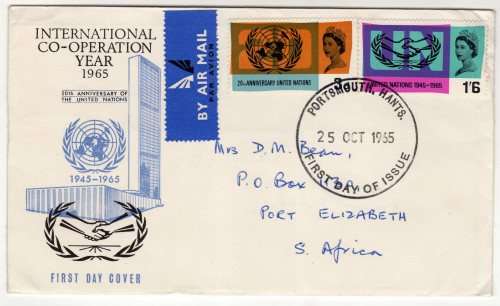 INTERNATIONAL
CO-OPERATION
YEAR
1965
20TH ANNIVERSARY OF
THE UNITED NATIONS
1945-1965
FIRST DAY COVER
BY AIR MAIL
PAR AVION
20th ANNIVERSARY UNITED NATIONS
UNITED NATIONS 1945-1965
1'6
PORTSMOUTH, HANTS.
25 OCT 1965
FIRST DAY OF ISSUE
Mrs D. M. Bean,
P.O. Box
PORT ELIZABETH
S. Africa